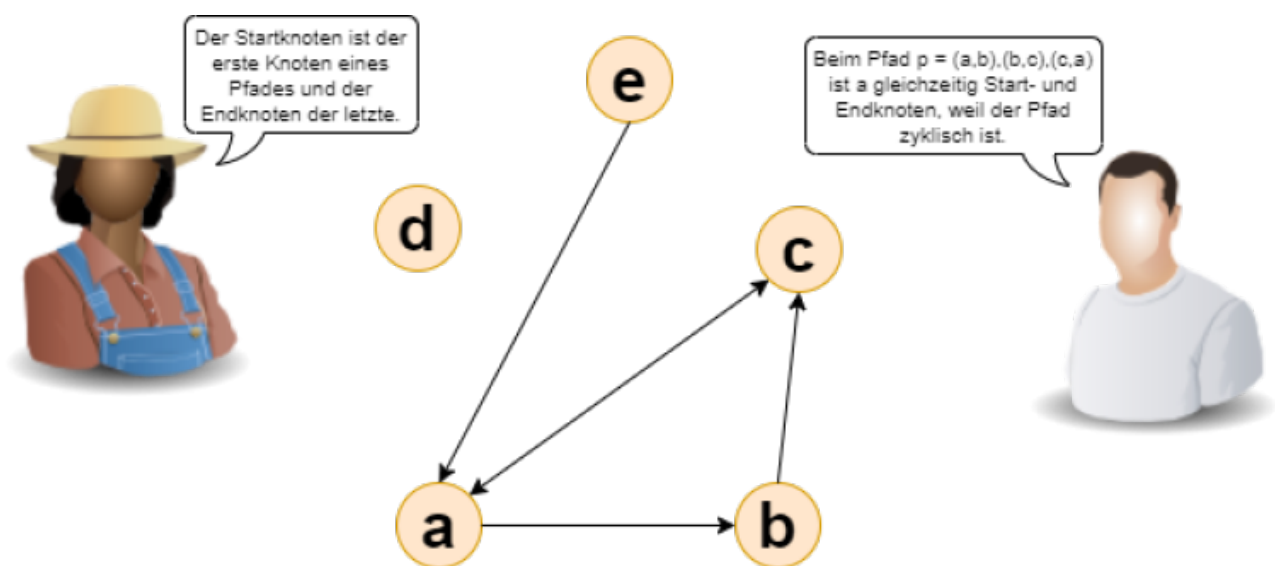 Der Startknoten ist der
erste Knoten eines
Pfades und der
Endknoten der letzte.
e
Beim Pfad p = (a,b),(b,c),(c,a)
ist a gleichzeitig Start- und
Endknoten, weil der Pfad
zyklisch ist.
d
c
a
b